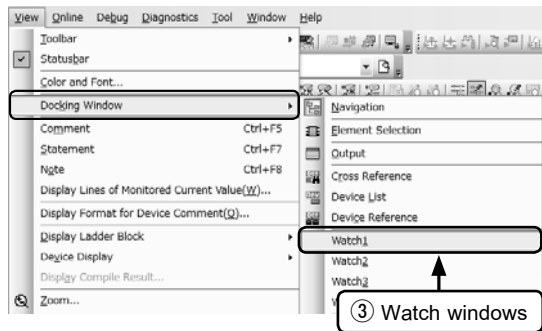 View Online Debug Diagnostics Tool Window Help
Toolbar
Statusbar
Color and Font...
Docking Window
Comment Ctrl+F5
Statement Ctrl+F7
Note Ctrl+F8
Display Lines of Monitored Current Value(W)...
Display Format for Device Comment(O)...
Display Ladder Block
Device Display
Display Compile Result...
Zoom...
Navigation
Element Selection
Output
Cross Reference
Device List
Device Reference
Watch1
Watch2
Watch3
③ Watch windows